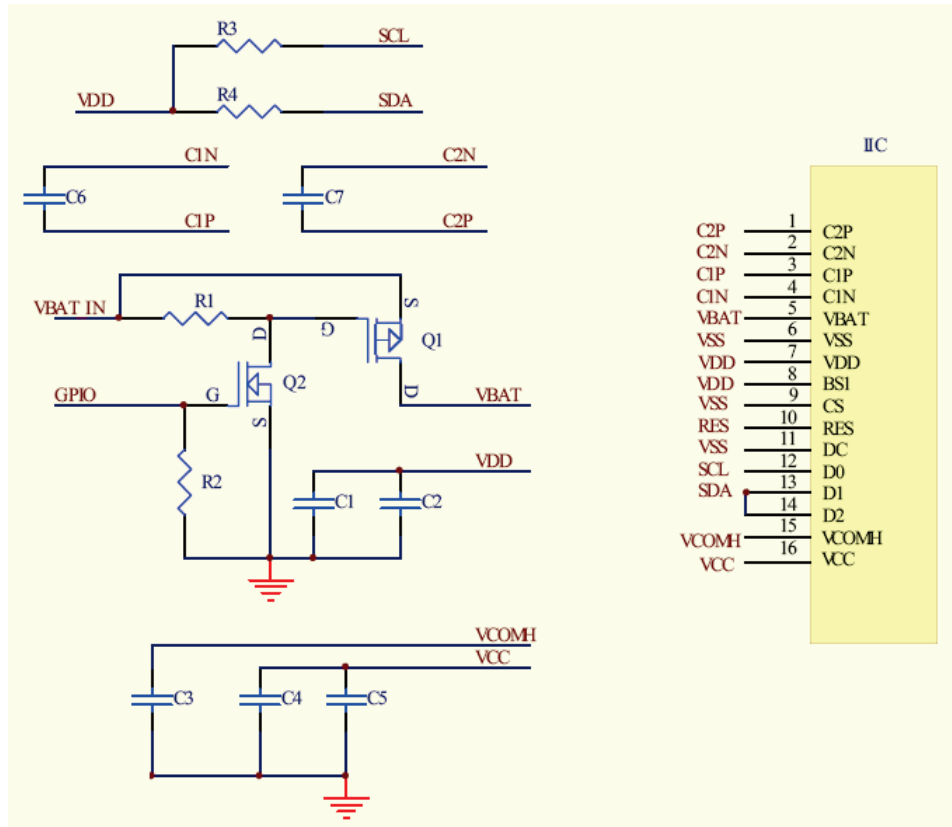 R3
SCL
R4
VDD
SDA
C1N
C2N
C6
C7
C1P
C2P
S
VBAT IN
R1
D
G
Q1
Q2
D
GPIO
G
VBAT
S
VDD
R2
C1
C2
VCOMH
VCC
C3
C4
C5
IIC
C2P 1 C2P
C2N 2 C2N
C1P 3 C1P
C1N 4 C1N
VBAT 5 VBAT
VSS 6 VSS
VDD 7 VDD
VDD 8 BS1
VSS 9 CS
RES 10 RES
VSS 11 DC
SCL 12 D0
SDA 13 D1
14 D2
VCOMH 15 VCOMH
VCC 16 VCC